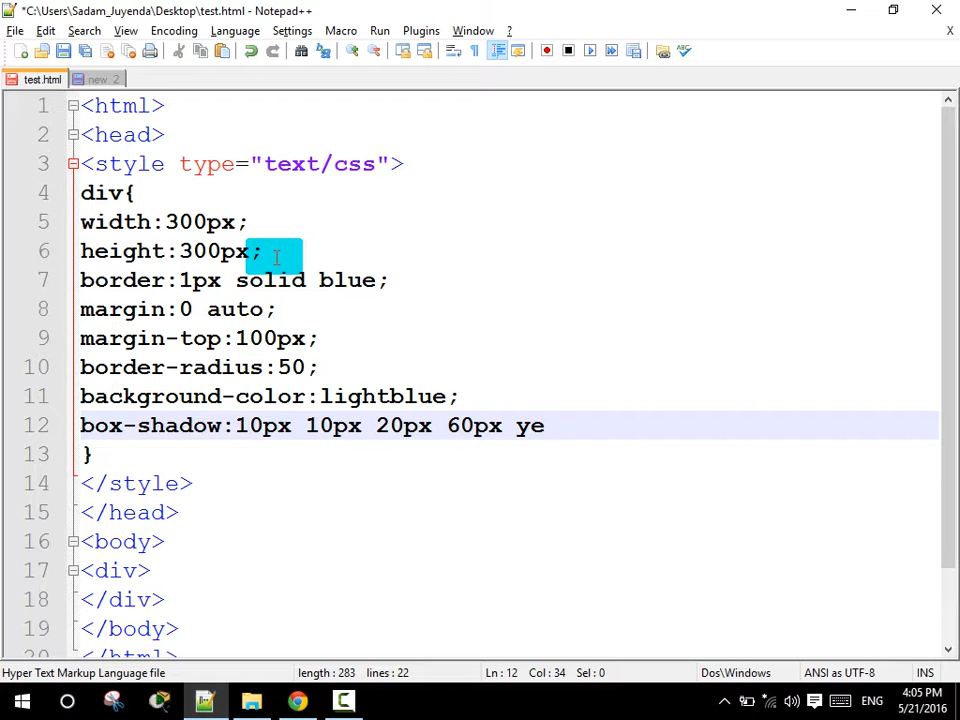 *C:\Users\Sadam_Juyenda\Desktop\test.html - Notepad++
File Edit Search View Encoding Language Settings Macro Run Plugins Window ? X
test.html new 2
1 <html>
2 <head>
3 <style type="text/css">
4 div{
5 width:300px;
6 height:300px;
7 border:1px solid blue;
8 margin:0 auto;
9 margin-top:100px;
10 border-radius:50;
11 background-color:lightblue;
12 box-shadow:10px 10px 20px 60px ye
13 }
14 </style>
15 </head>
16 <body>
17 <div>
18 </div>
19 </body>
20 </html>
Hyper Text Markup Language file length : 283 lines : 22 Ln : 12 Col : 34 Sel : 0 Dos\Windows ANSI as UTF-8 INS
ENG 4:05 PM
5/21/2016